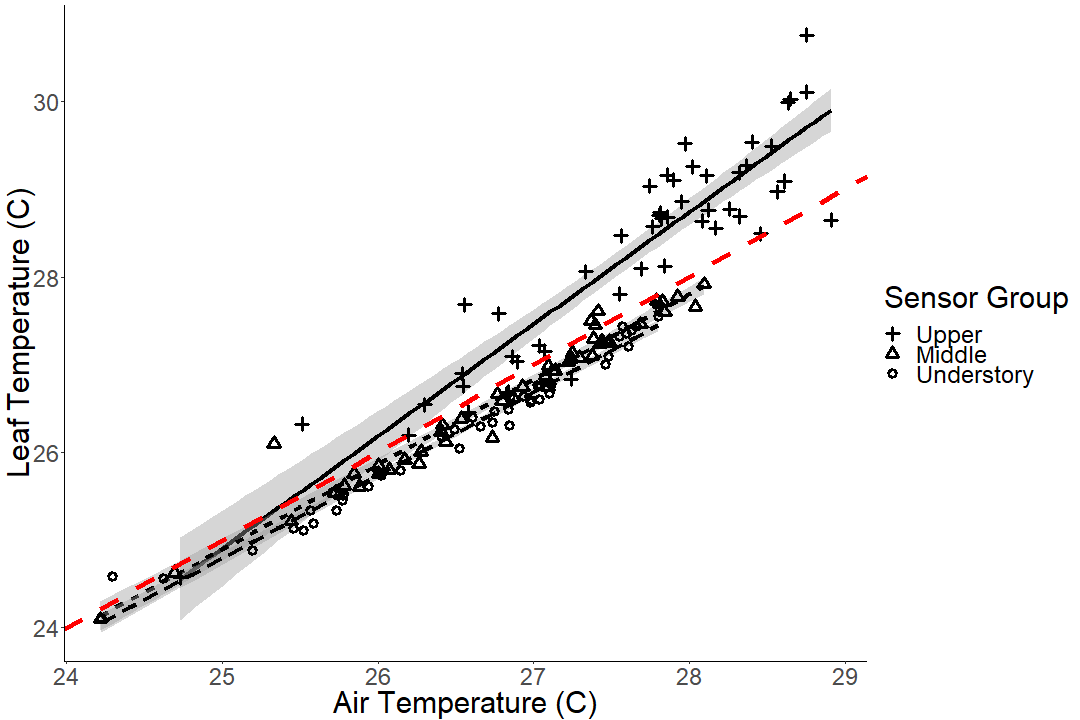 30
28
26
24
Leaf Temperature (C)
24 25 26 27 28 29
Air Temperature (C)
Sensor Group
Upper
Middle
Understory